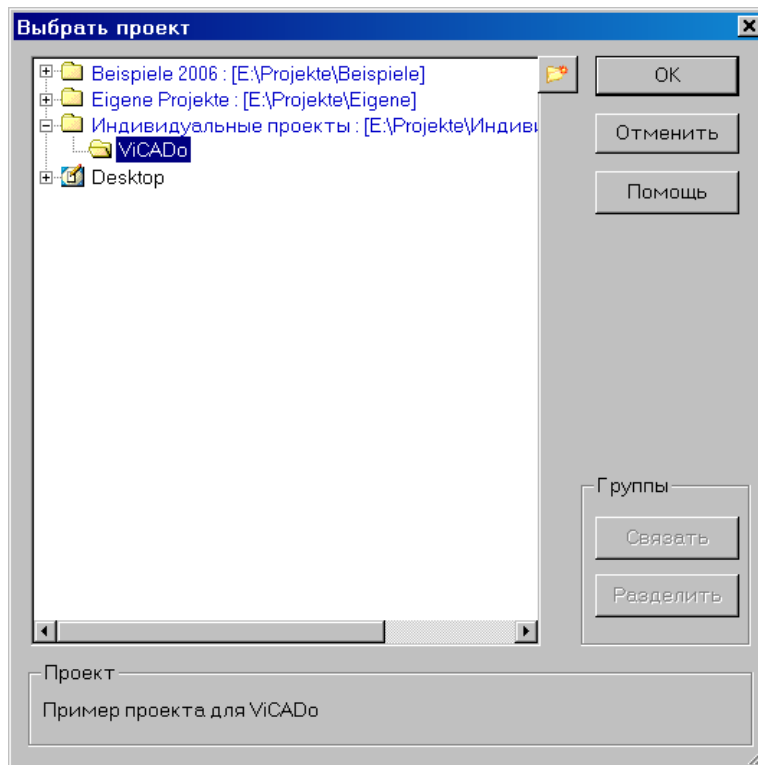 Выбрать проект
Beispiele 2006 : [E:\Projekte\Beispiele]
Eigene Projekte : [E:\Projekte\Eigene]
Индивидуальные проекты : [E:\Projekte\Индиви
ViCADo
Desktop
OK
Отменить
Помощь
Группы
Связать
Разделить
Проект
Пример проекта для ViCADo